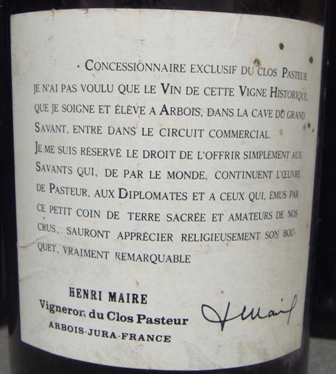 · CONCESSIONNAIRE EXCLUSIF DU CLOS PASTEUR,
JE N'AI PAS VOULU QUE LE VIN DE CETTE VIGNE HISTORIQUE,
QUE JE SOIGNE ET ÉLÈVE A ARBOIS, DANS LA CAVE DU GRAND
SAVANT, ENTRE DANS LE CIRCUIT COMMERCIAL.
JE ME SUIS RÉSERVÉ LE DROIT DE L'OFFRIR SIMPLEMENT AUX
SAVANTS QUI, DE PAR LE MONDE, CONTINUENT L'ŒUVRE
DE PASTEUR, AUX DIPLOMATES ET A CEUX QUI, ÉMUS PAR
CE PETIT COIN DE TERRE SACRÉE ET AMATEURS DE NOS
CRUS, SAURONT APPRÉCIER RELIGIEUSEMENT SON BOU-
QUET, VRAIMENT REMARQUABLE
HENRI MAIRE
Vigneron du Clos Pasteur
ARBOIS-JURA-FRANCE
HMaire